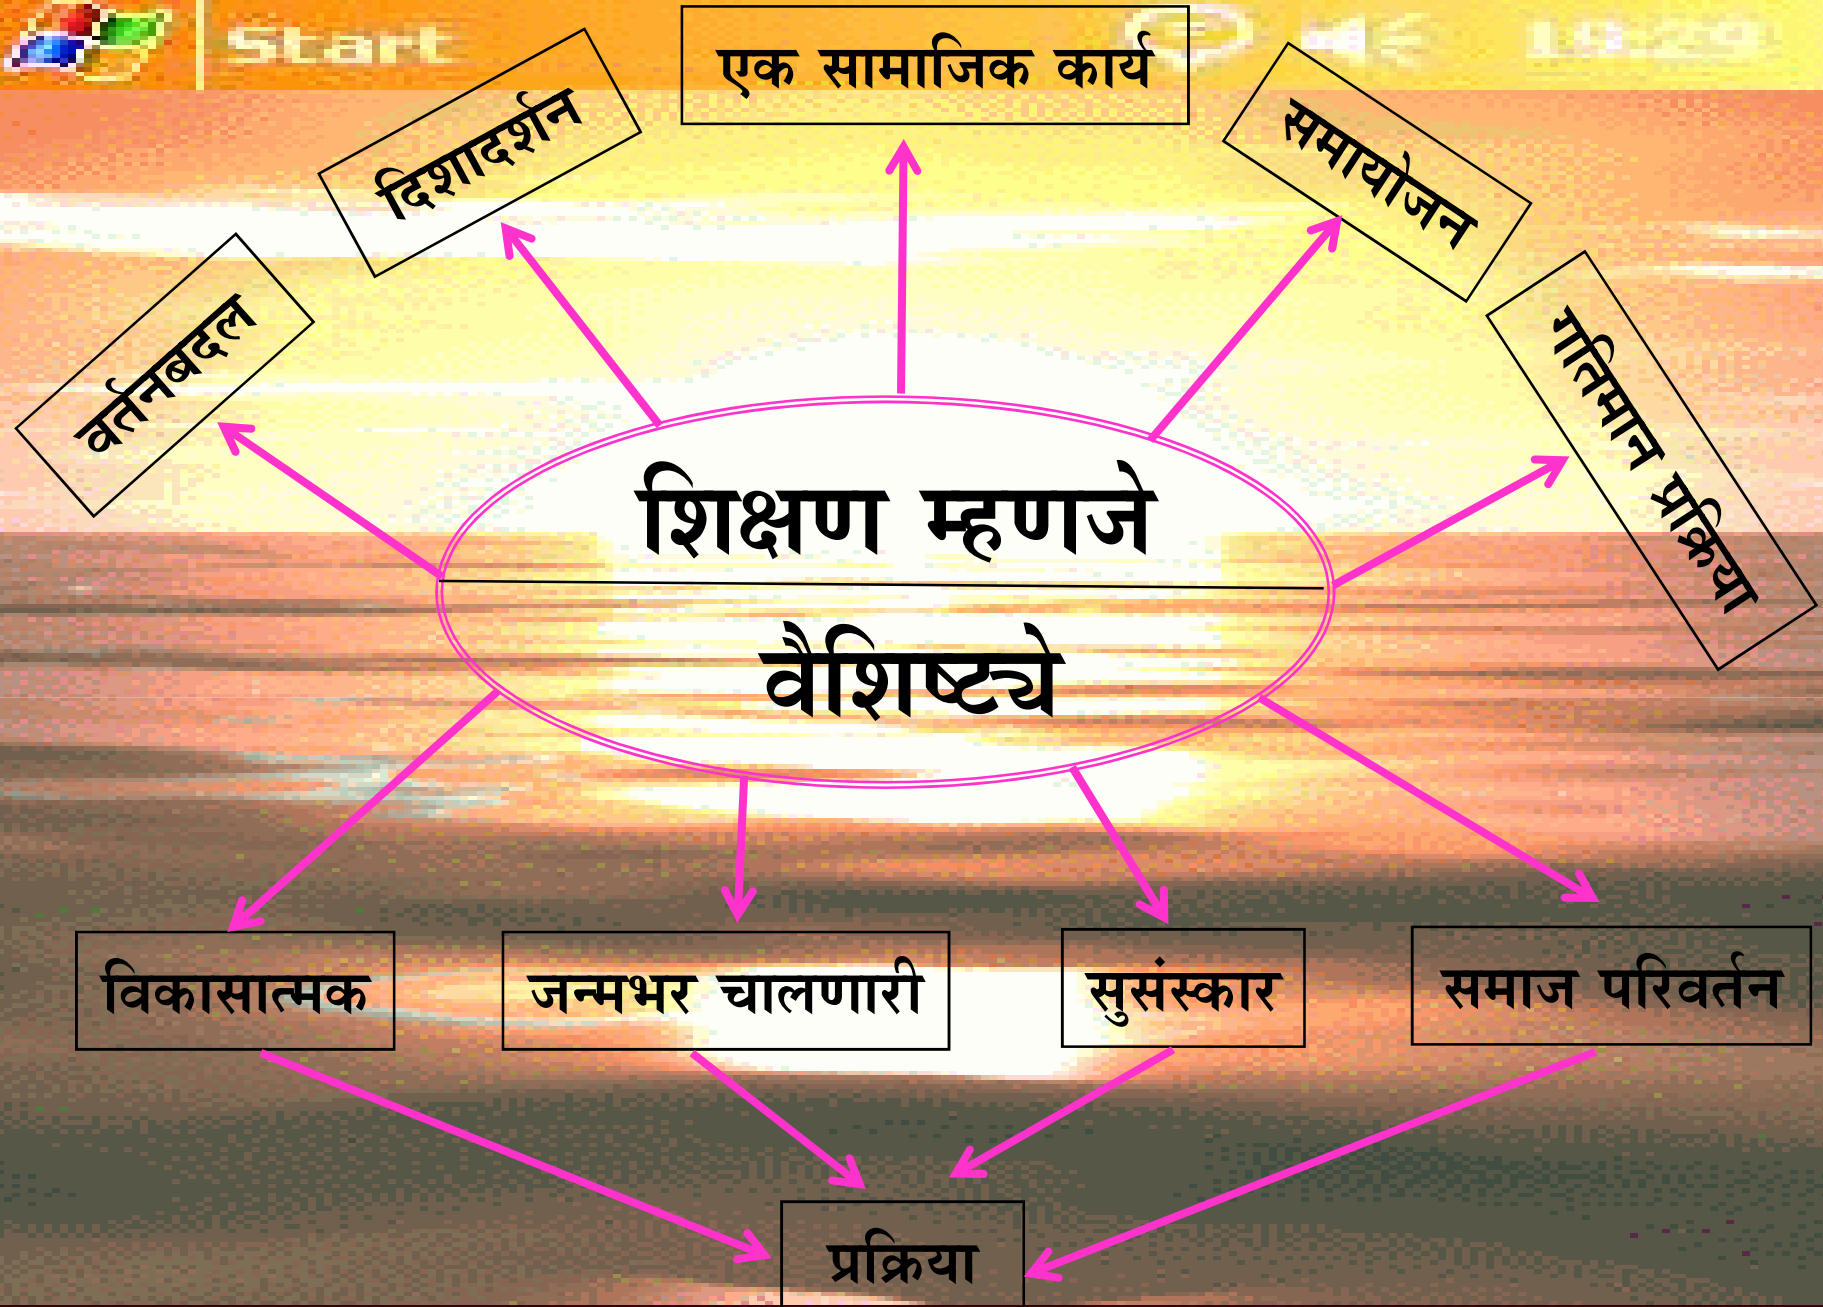 Start
एक सामाजिक कार्य
दिशादर्शन
समायोजन
वर्तनबदल
गतिमान प्रक्रिया
शिक्षण म्हणजे
वैशिष्ट्ये
विकासात्मक
जन्मभर चालणारी
सुसंस्कार
समाज परिवर्तन
प्रक्रिया